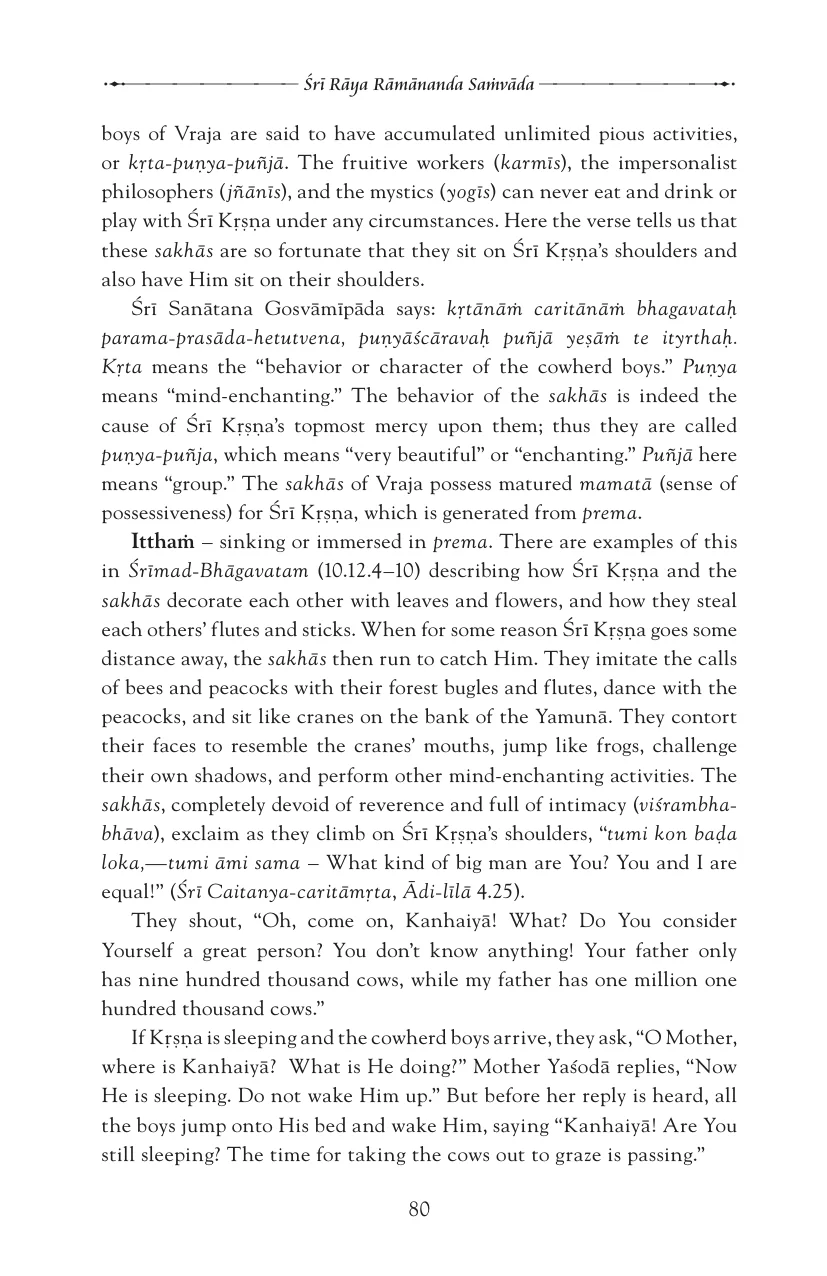 Śrī Rāya Rāmānanda Saṁvāda
boys of Vraja are said to have accumulated unlimited pious activities,
or kṛta-puṇya-puñjā. The fruitive workers (karmīs), the impersonalist
philosophers (jñānīs), and the mystics (yogīs) can never eat and drink or
play with Śrī Kṛṣṇa under any circumstances. Here the verse tells us that
these sakhās are so fortunate that they sit on Śrī Kṛṣṇa’s shoulders and
also have Him sit on their shoulders.
Śrī Sanātana Gosvāmīpāda says: kṛtānāṁ caritānāṁ bhagavataḥ
parama-prasāda-hetutvena, puṇyāścāravaḥ puñjā yeṣāṁ te ityrthaḥ.
Kṛta means the “behavior or character of the cowherd boys.” Puṇya
means “mind-enchanting.” The behavior of the sakhās is indeed the
cause of Śrī Kṛṣṇa’s topmost mercy upon them; thus they are called
puṇya-puñja, which means “very beautiful” or “enchanting.” Puñjā here
means “group.” The sakhās of Vraja possess matured mamatā (sense of
possessiveness) for Śrī Kṛṣṇa, which is generated from prema.
Itthaṁ – sinking or immersed in prema. There are examples of this
in Śrīmad-Bhāgavatam (10.12.4–10) describing how Śrī Kṛṣṇa and the
sakhās decorate each other with leaves and flowers, and how they steal
each others’ flutes and sticks. When for some reason Śrī Kṛṣṇa goes some
distance away, the sakhās then run to catch Him. They imitate the calls
of bees and peacocks with their forest bugles and flutes, dance with the
peacocks, and sit like cranes on the bank of the Yamunā. They contort
their faces to resemble the cranes’ mouths, jump like frogs, challenge
their own shadows, and perform other mind-enchanting activities. The
sakhās, completely devoid of reverence and full of intimacy (viśrambha-
bhāva), exclaim as they climb on Śrī Kṛṣṇa’s shoulders, “tumi kon baḍa
loka,—tumi āmi sama – What kind of big man are You? You and I are
equal!” (Śrī Caitanya-caritāmṛta, Ādi-līlā 4.25).
They shout, “Oh, come on, Kanhaiyā! What? Do You consider
Yourself a great person? You don’t know anything! Your father only
has nine hundred thousand cows, while my father has one million one
hundred thousand cows.”
If Kṛṣṇa is sleeping and the cowherd boys arrive, they ask, “O Mother,
where is Kanhaiyā? What is He doing?” Mother Yaśodā replies, “Now
He is sleeping. Do not wake Him up.” But before her reply is heard, all
the boys jump onto His bed and wake Him, saying “Kanhaiyā! Are You
still sleeping? The time for taking the cows out to graze is passing.”
80